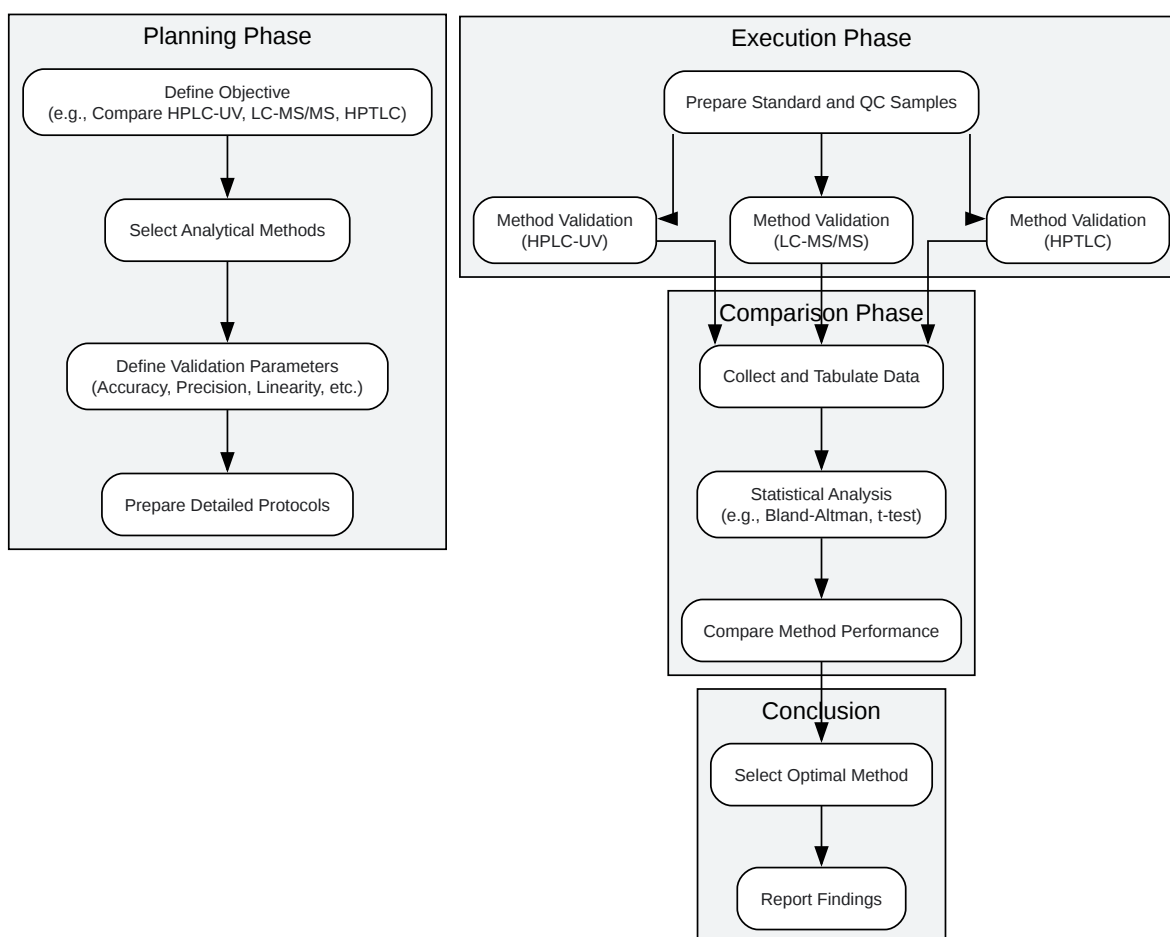 Planning Phase
Define Objective
(e.g., Compare HPLC-UV, LC-MS/MS, HPTLC)
Select Analytical Methods
Define Validation Parameters
(Accuracy, Precision, Linearity, etc.)
Prepare Detailed Protocols
Execution Phase
Prepare Standard and QC Samples
Method Validation
(HPLC-UV)
Method Validation
(LC-MS/MS)
Method Validation
(HPTLC)
Comparison Phase
Collect and Tabulate Data
Statistical Analysis
(e.g., Bland-Altman, t-test)
Compare Method Performance
Conclusion
Select Optimal Method
Report Findings